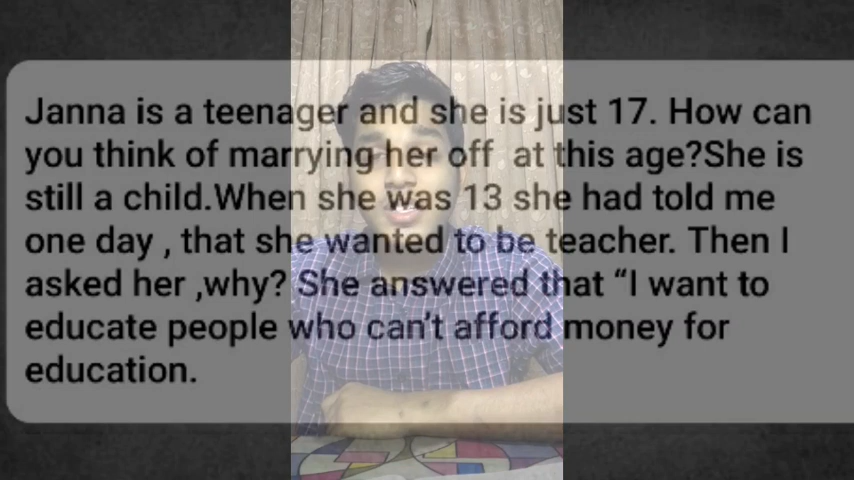 Janna is a teenager and she is just 17. How can
you think of marrying her off  at this age?She is
still a child.When she was 13 she had told me
one day , that she wanted to be teacher. Then I
asked her ,why? She answered that “I want to
educate people who can’t afford money for
education.